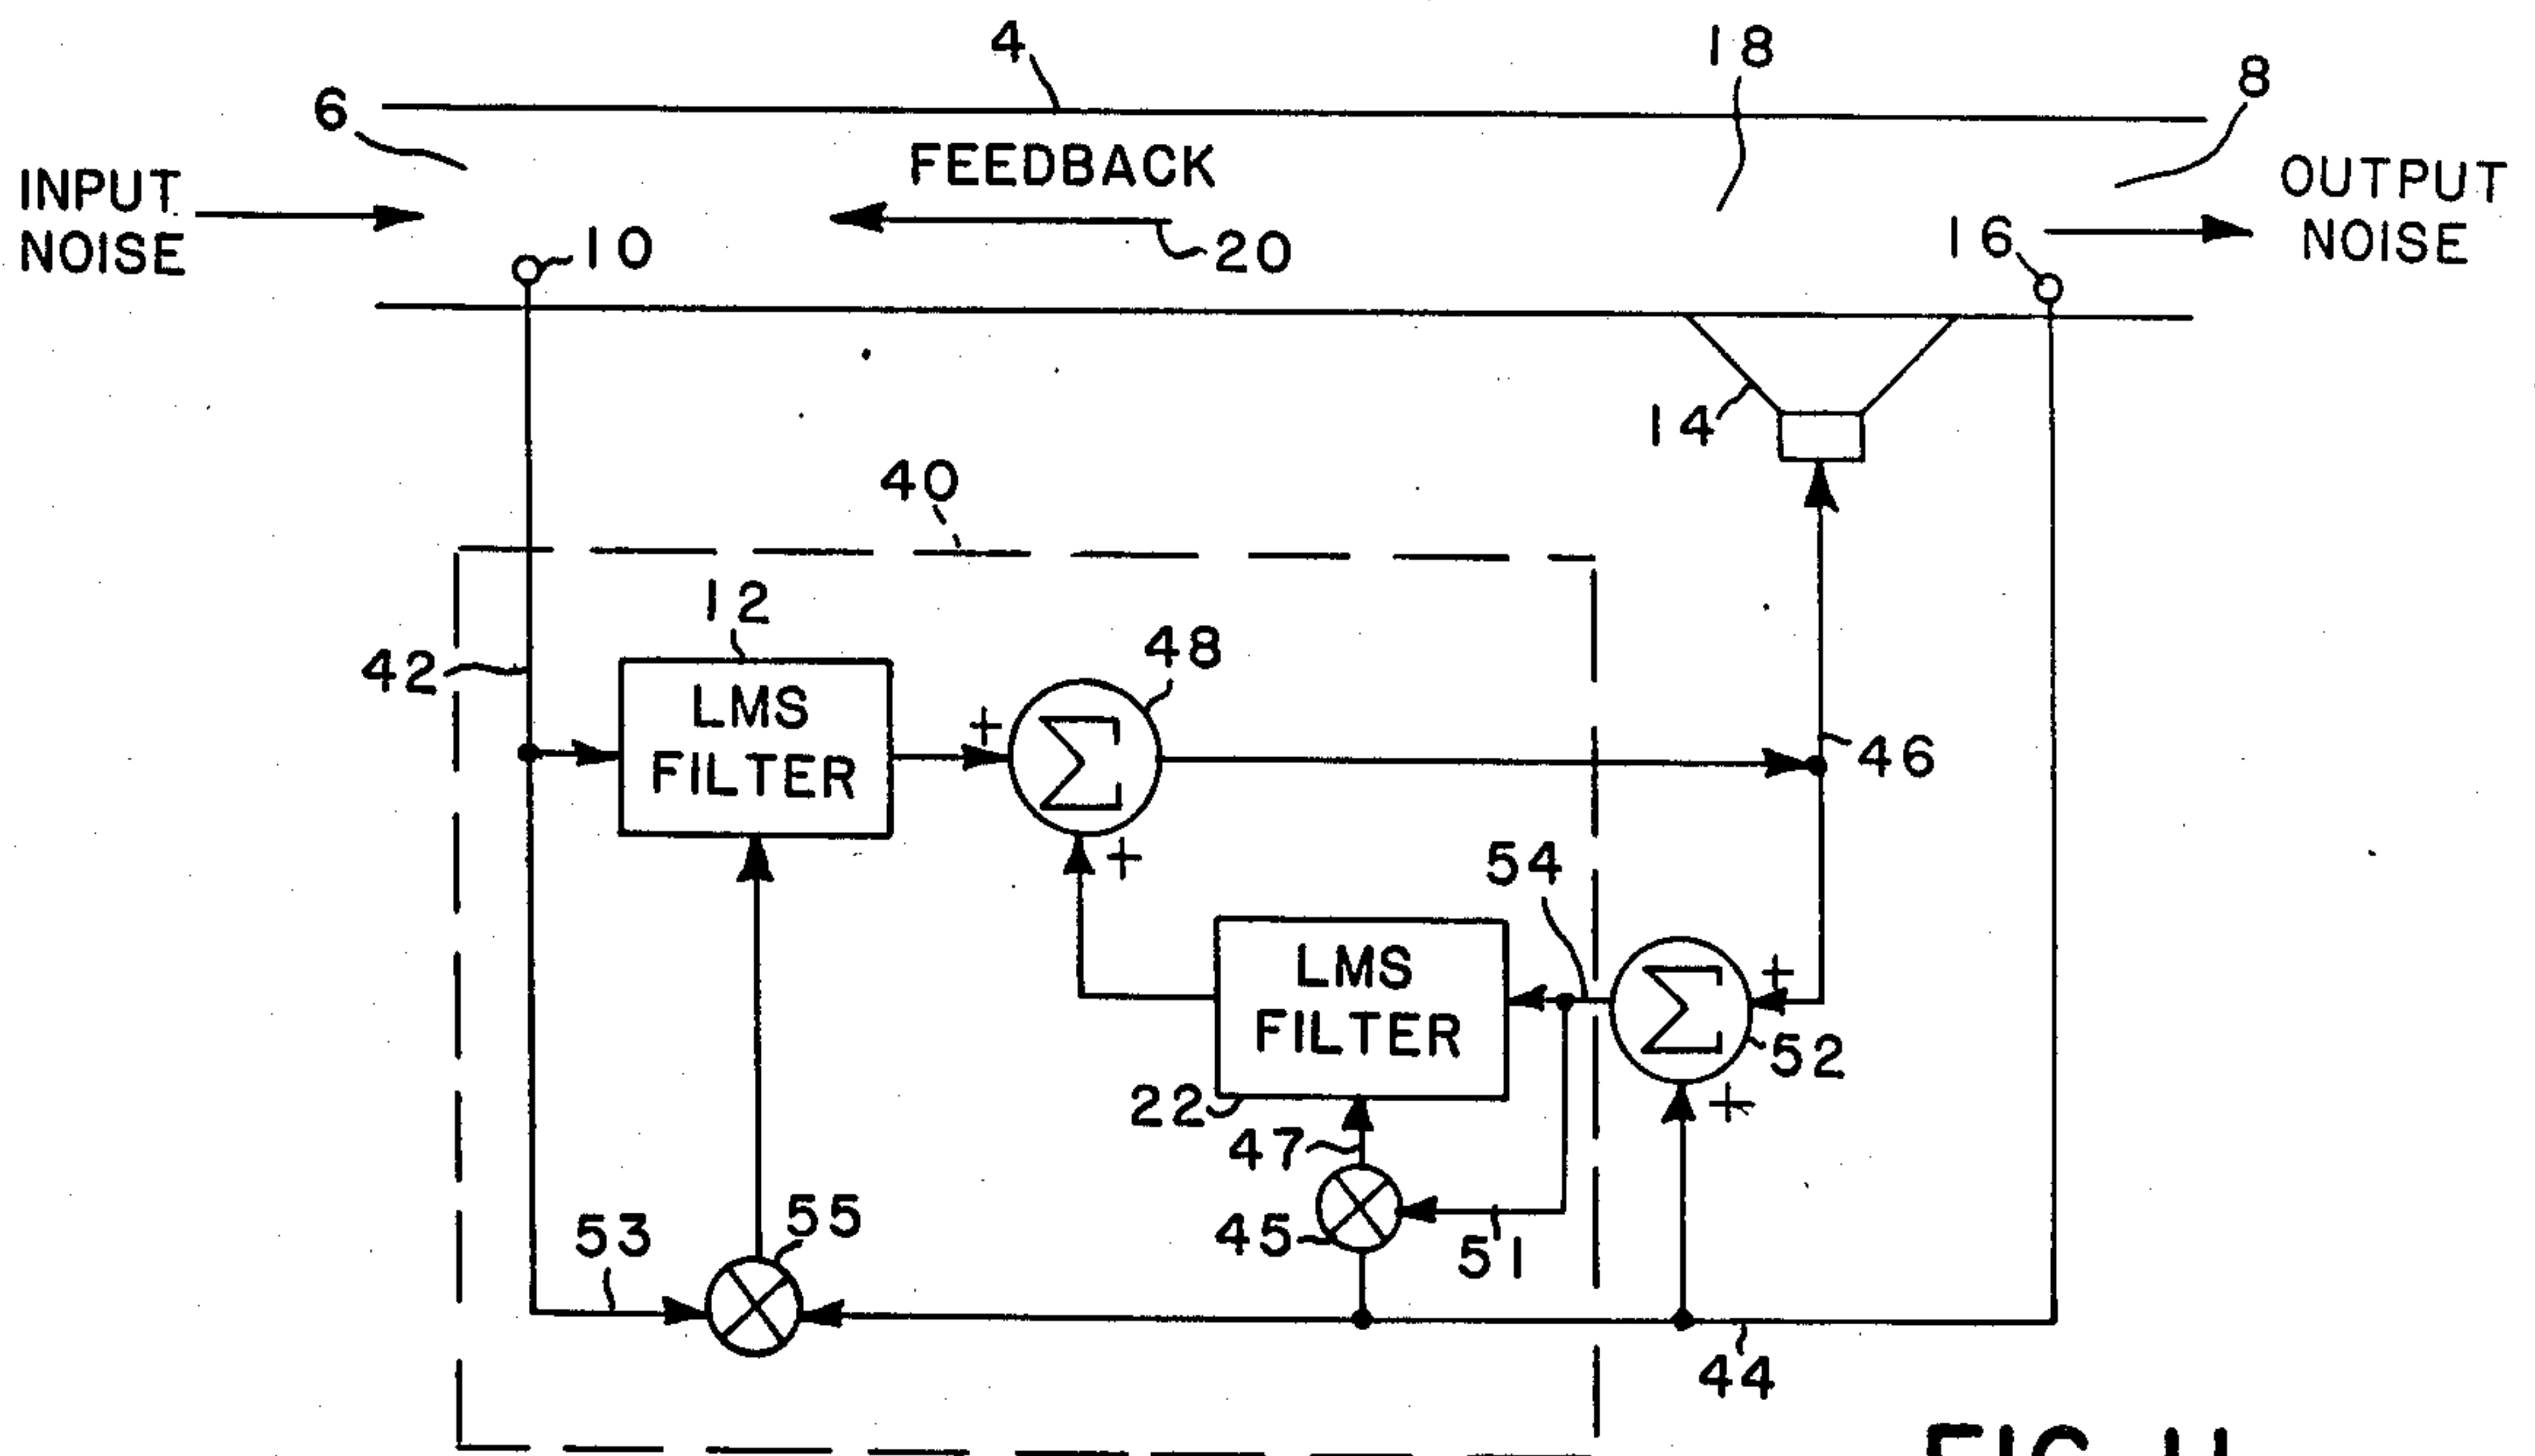 4
18
8
6
FEEDBACK
INPUT
NOISE
OUTPUT
NOISE
10
20
16
14
40
12
42
LMS
FILTER
+
Σ
48
+
46
54
LMS
FILTER
22
Σ
+
52
+
47
45
51
53
55
44